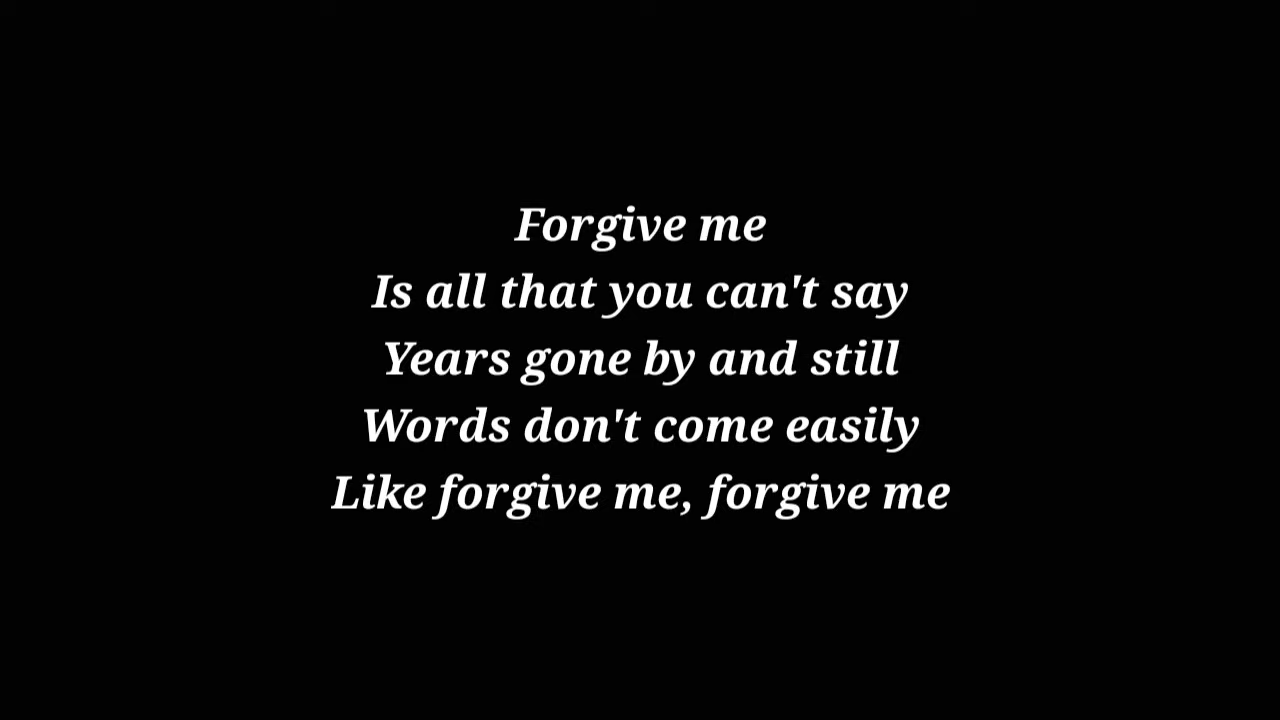 Forgive me
Is all that you can't say
Years gone by and still
Words don't come easily
Like forgive me, forgive me